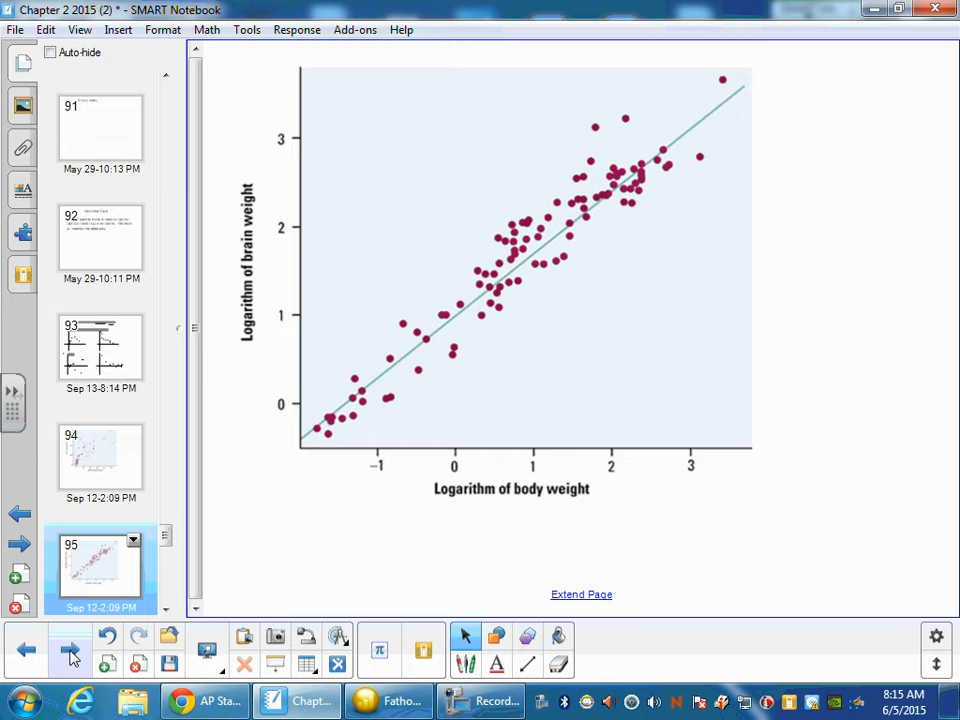 Chapter 2 2015 (2) * - SMART Notebook
File Edit View Insert Format Math Tools Response Add-ons Help
Auto-hide
91
May 29-10:13 PM
92
May 29-10:11 PM
93
Sep 13-8:14 PM
94
Sep 12-2:09 PM
95
Sep 12-2:09 PM
Logarithm of brain weight
3
2
1
0
−1 0 1 2 3
Logarithm of body weight
Extend Page
π
A
AP Sta...
Chapt...
Fatho...
Record...
8:15 AM
6/5/2015